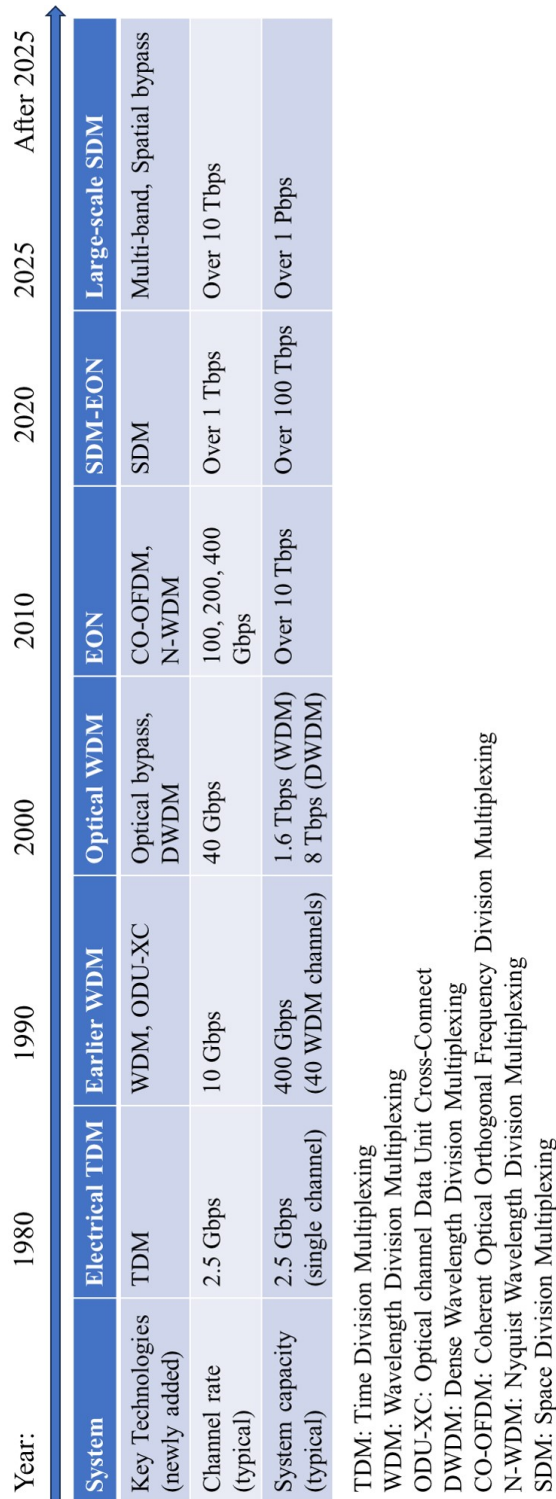 Year: 1980 1990 2000 2010 2020 2025 After 2025
System Electrical TDM Earlier WDM Optical WDM EON SDM-EON Large-scale SDM
Key Technologies TDM WDM, ODU-XC Optical bypass, CO-OFDM, SDM Multi-band, Spatial bypass
(newly added) DWDM N-WDM
Channel rate 2.5 Gbps 10 Gbps 40 Gbps 100, 200, 400 Over 1 Tbps Over 10 Tbps
(typical) Gbps
System capacity 2.5 Gbps 400 Gbps 1.6 Tbps (WDM) Over 10 Tbps Over 100 Tbps Over 1 Pbps
(typical) (single channel) (40 WDM channels) 8 Tbps (DWDM)
TDM: Time Division Multiplexing
WDM: Wavelength Division Multiplexing
ODU-XC: Optical channel Data Unit Cross-Connect
DWDM: Dense Wavelength Division Multiplexing
CO-OFDM: Coherent Optical Orthogonal Frequency Division Multiplexing
N-WDM: Nyquist Wavelength Division Multiplexing
SDM: Space Division Multiplexing